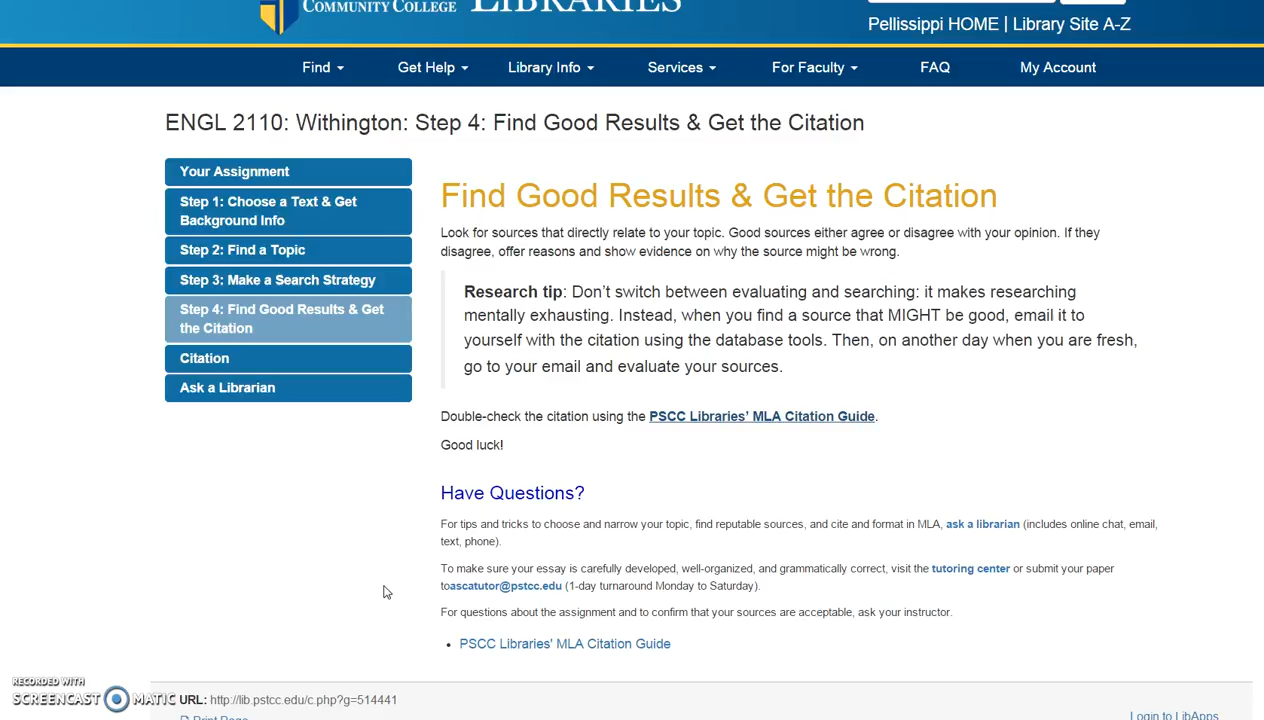 COMMUNITY COLLEGE LIBRARIES
Pellissippi HOME | Library Site A-Z
Find Get Help Library Info Services For Faculty FAQ My Account
ENGL 2110: Withington: Step 4: Find Good Results & Get the Citation
Your Assignment
Step 1: Choose a Text & Get
Background Info
Step 2: Find a Topic
Step 3: Make a Search Strategy
Step 4: Find Good Results & Get
the Citation
Citation
Ask a Librarian
Find Good Results & Get the Citation
Look for sources that directly relate to your topic. Good sources either agree or disagree with your opinion. If they
disagree, offer reasons and show evidence on why the source might be wrong.
Research tip: Don't switch between evaluating and searching: it makes researching
mentally exhausting. Instead, when you find a source that MIGHT be good, email it to
yourself with the citation using the database tools. Then, on another day when you are fresh,
go to your email and evaluate your sources.
Double-check the citation using the PSCC Libraries' MLA Citation Guide.
Good luck!
Have Questions?
For tips and tricks to choose and narrow your topic, find reputable sources, and cite and format in MLA, ask a librarian (includes online chat, email,
text, phone).
To make sure your essay is carefully developed, well-organized, and grammatically correct, visit the tutoring center or submit your paper
toascatutor@pstcc.edu (1-day turnaround Monday to Saturday).
For questions about the assignment and to confirm that your sources are acceptable, ask your instructor.
• PSCC Libraries' MLA Citation Guide
RECORDED WITH
SCREENCAST MATIC
URL: http://lib.pstcc.edu/c.php?g=514441
Print Page
Login to LibApps